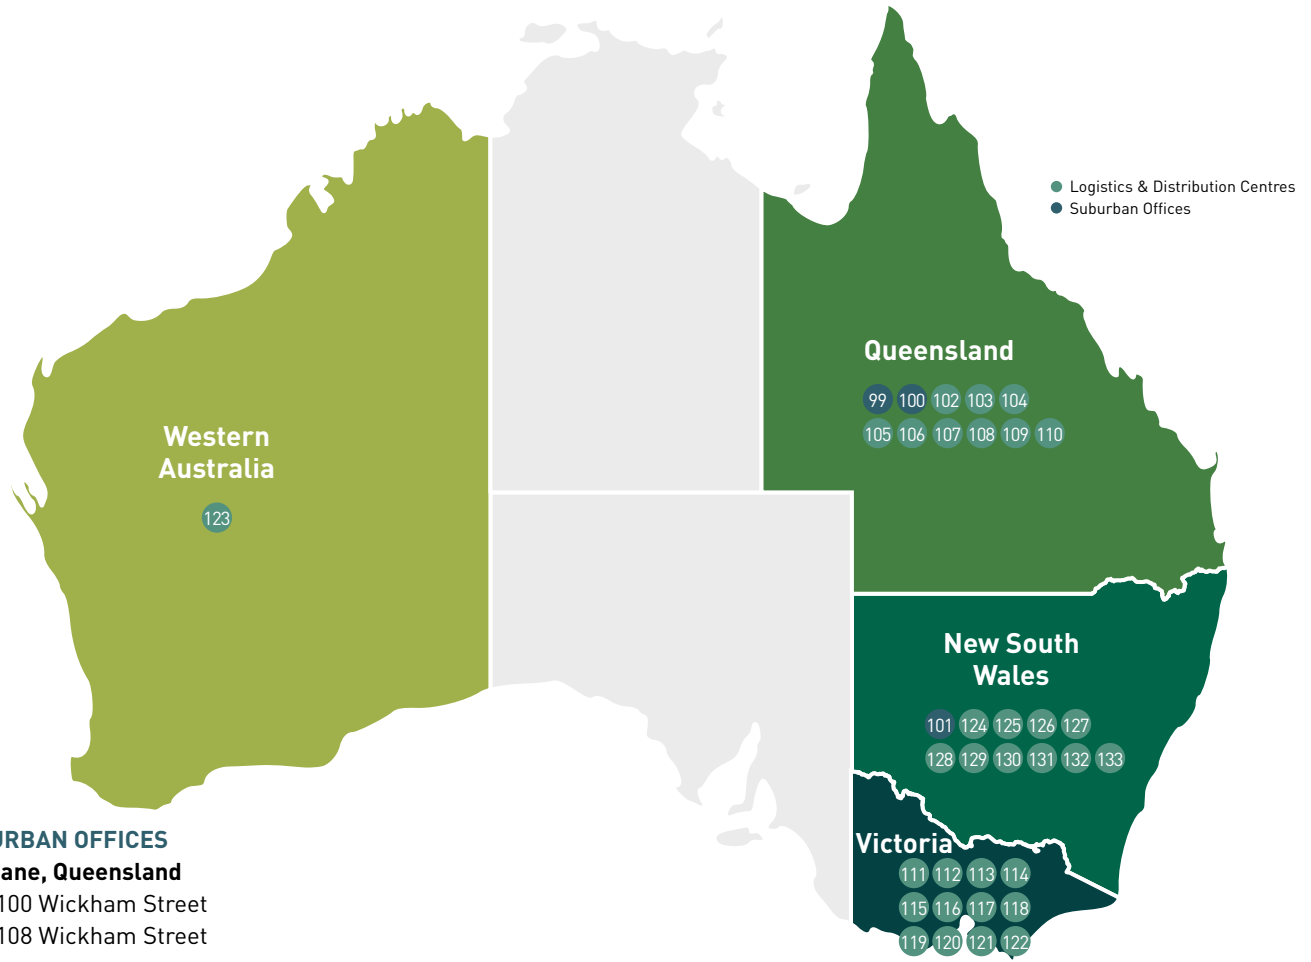 Logistics & Distribution Centres
Suburban Offices
Queensland
99 100 102 103 104
105 106 107 108 109 110
Western
Australia
123
New South
Wales
101 124 125 126 127
128 129 130 131 132 133
Victoria
111 112 113 114
115 116 117 118
119 120 121 122
URBAN OFFICES
ane, Queensland
100 Wickham Street
108 Wickham Street